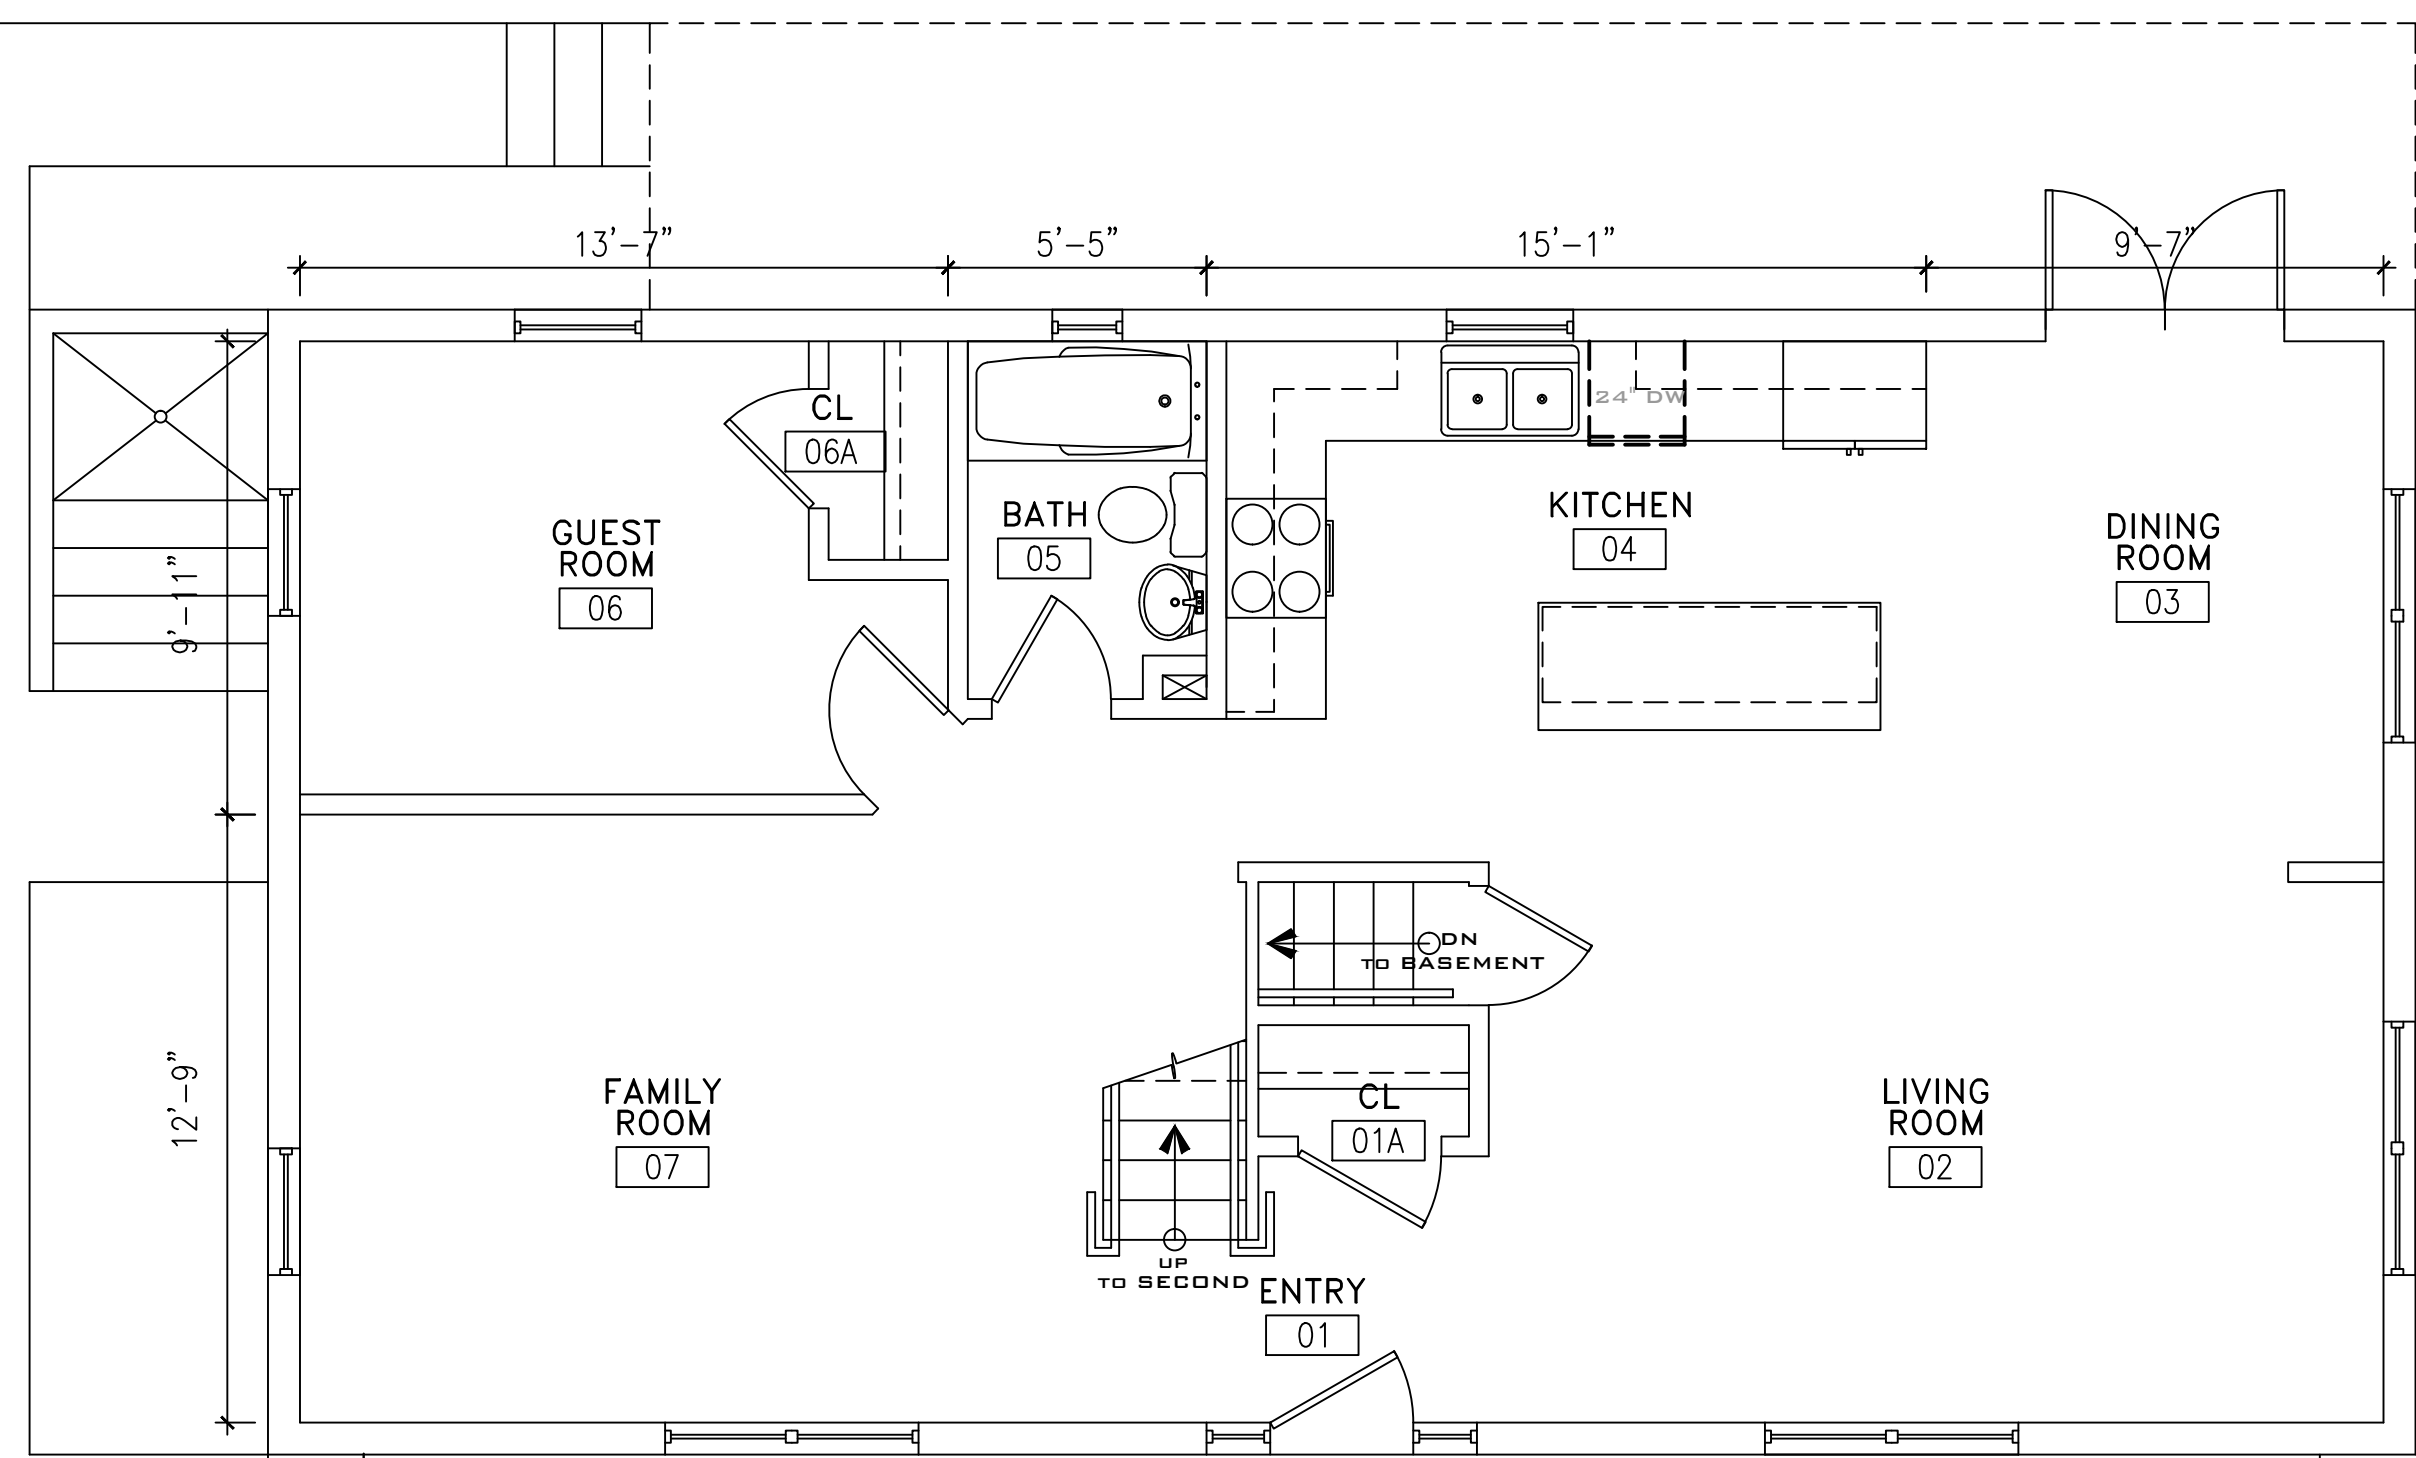 13'-7"
5'-5"
15'-1"
9'-7"
CL
06A
24" DW
GUEST
ROOM
06
BATH
05
KITCHEN
04
DINING
ROOM
03
9'-11"
DN
TO BASEMENT
12'-9"
FAMILY
ROOM
07
CL
01A
LIVING
ROOM
02
UP
TO SECOND
ENTRY
01